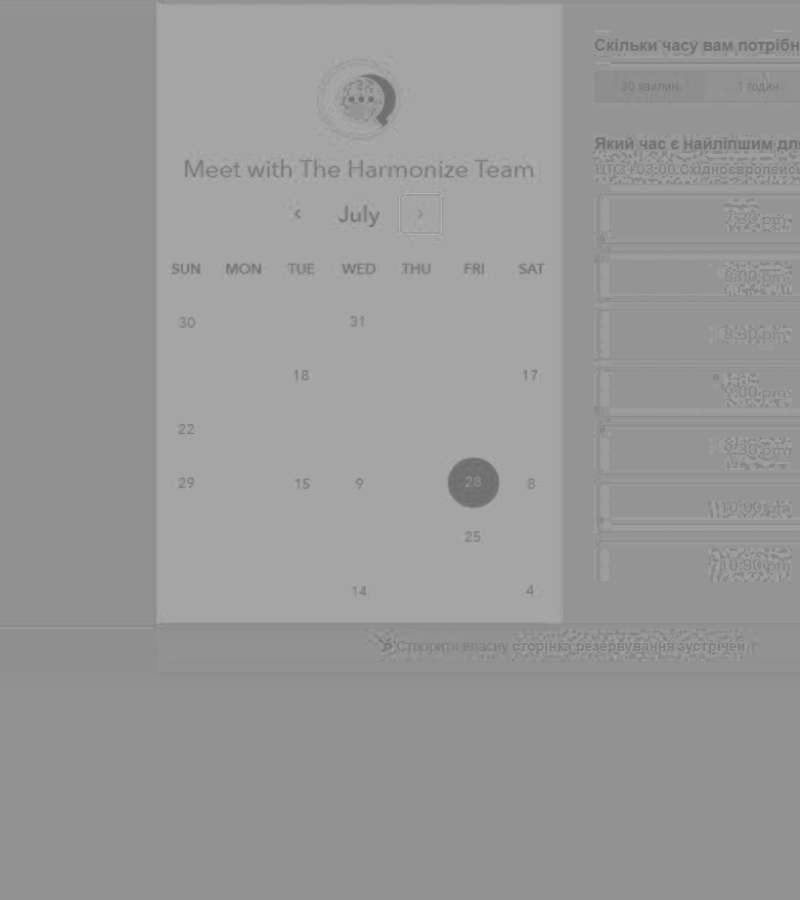 Meet with The Harmonize Team
July
SUN MON TUE WED THU FRI SAT
30 31
18 17
22
29 15 9 28 8
25
14 4
Скільки часу вам потрібн
30 хвилин 1 годин
Який час є найліпшим для
UTC+03:00 Східноєвропейсь
7:30 pm
8:00 pm
8:30 pm
9:00 pm
9:30 pm
10:00 pm
10:30 pm
Створити власну сторінка резервування зустрічей